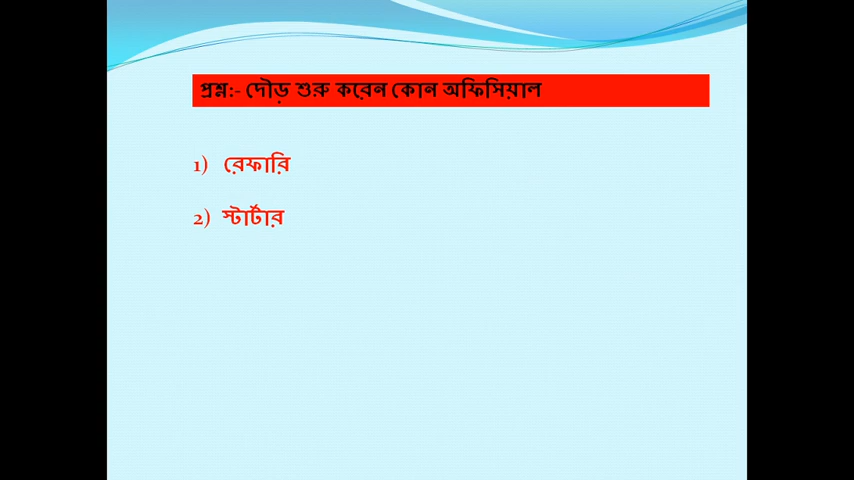 প্রশ্ন:- দৌড় শুরু করেন কোন অফিসিয়াল
1) রেফারি
2) স্টার্টার